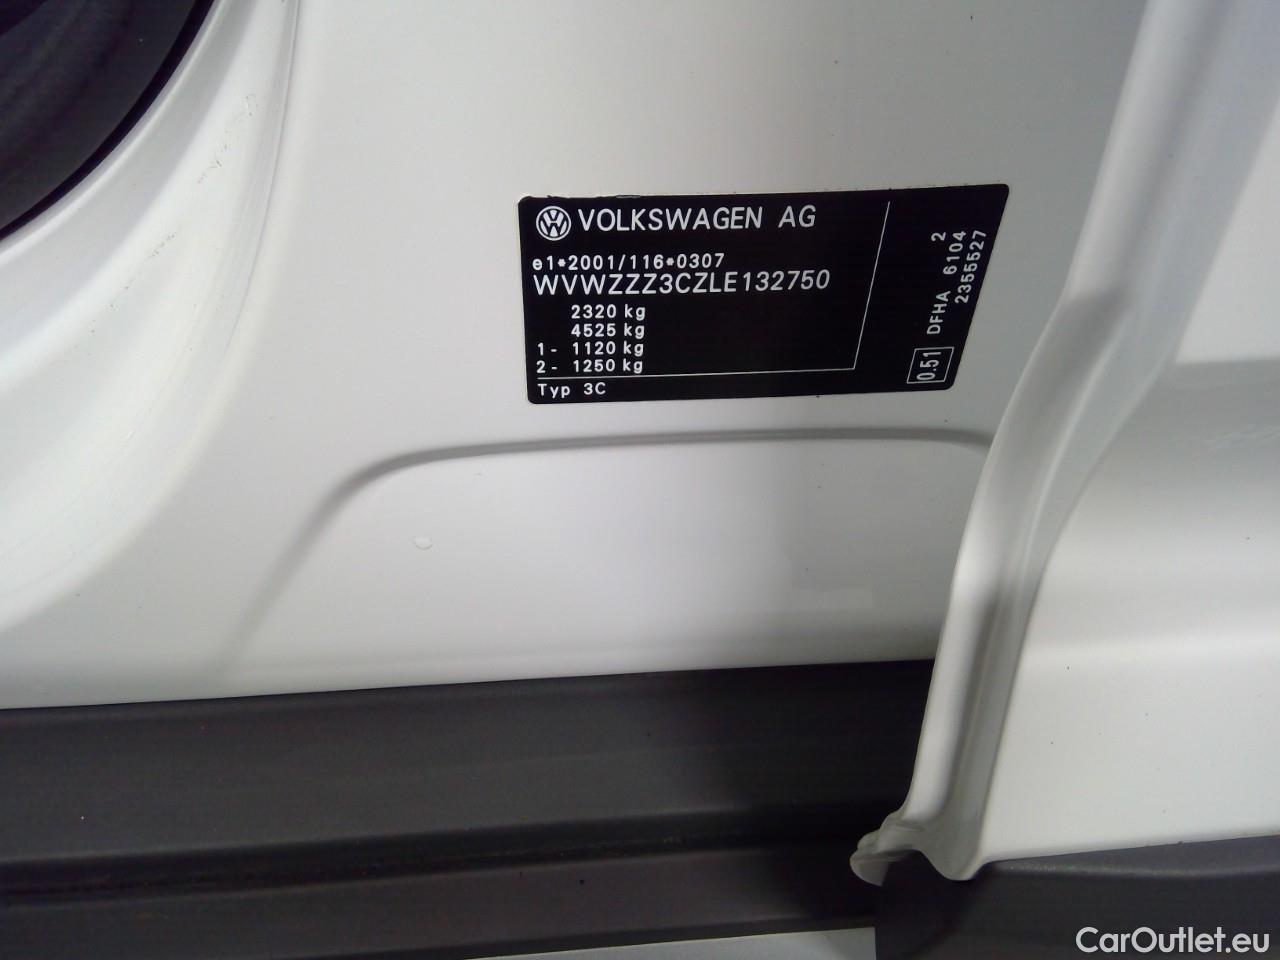 VOLKSWAGEN AG
e1*2001/116*0307
WVWZZZ3CZLE132750
2320 kg
4525 kg
1- 1120 kg
2- 1250 kg
Typ 3C
DFHA 6104 2
2355527
0.51
CarOutlet.eu